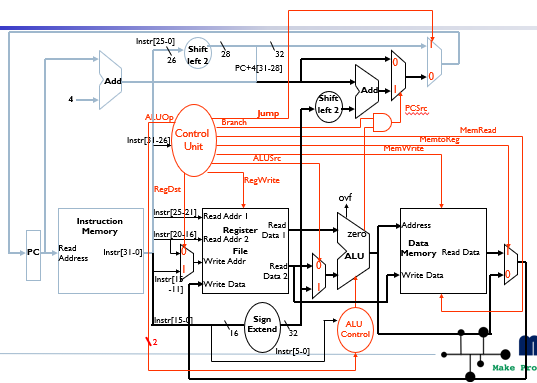 Instr[25-0]
Shift
left 2
26
28
32
1
0
PC+4[31-28]
Add
4
Add
0
1
Shift
left 2
PCSrc
Jump
ALUOp
Branch
MemRead
Instr[31-26]
Control
Unit
MemtoReg
MemWrite
ALUSrc
RegWrite
RegDst
ovf
Instruction
Memory
PC
Read
Address
Instr[31-0]
Instr[25-21]
Read Addr 1
Instr[20-16]
Read Addr 2
Register
File
Read
Data 1
zero
ALU
Address
Data
Memory
Read Data
1
0
0
1
Write Addr
Read
Data 2
0
1
Instr[15
-11]
Write Data
Write Data
Instr[15-0]
Sign
Extend
16
32
ALU
Control
2
Instr[5-0]
m
Make Pro